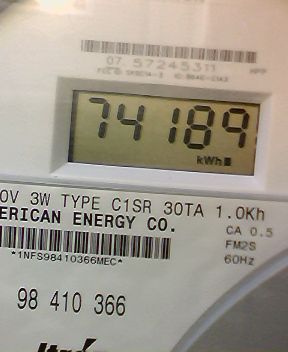 07 57245311
74189
kWh
0V 3W TYPE C1SR 30TA 1.0Kh
ERICAN ENERGY CO.
CA 0.5
FM2S
*1NFS98410366MEC*
60Hz
98 410 366
Itrón